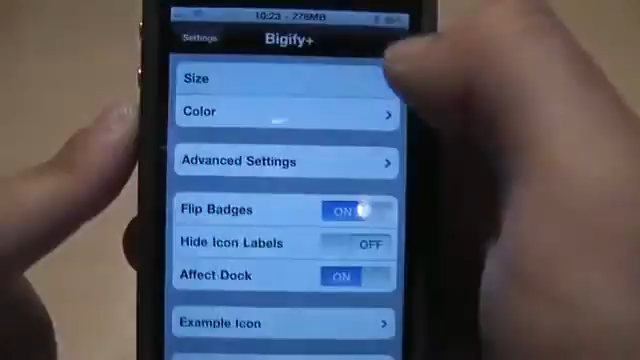 10:23 - 278MB
Settings
Bigify+
Size
Color
Advanced Settings
Flip Badges ON
Hide Icon Labels OFF
Affect Dock ON
Example Icon